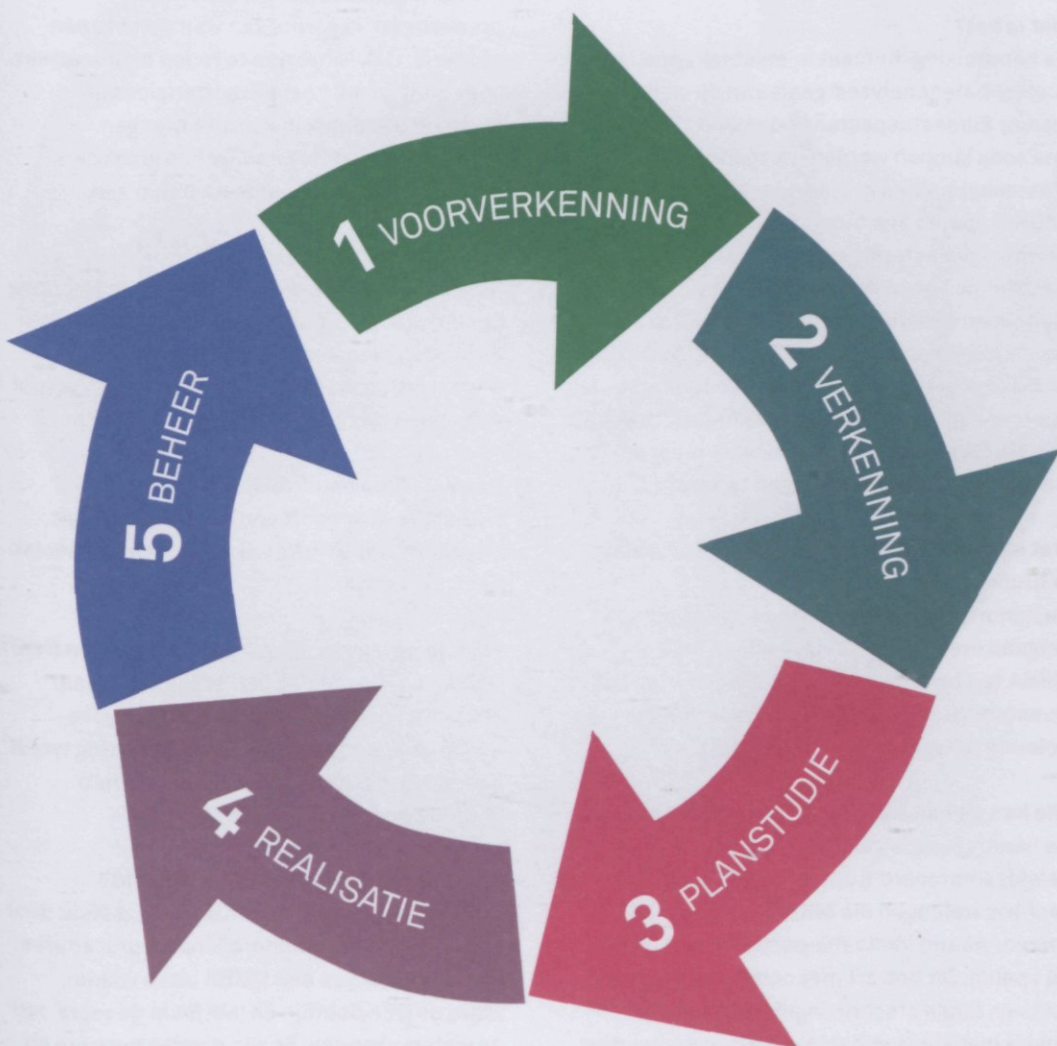 1 VOORVERKENNING
2 VERKENNING
3 PLANSTUDIE
4 REALISATIE
5 BEHEER